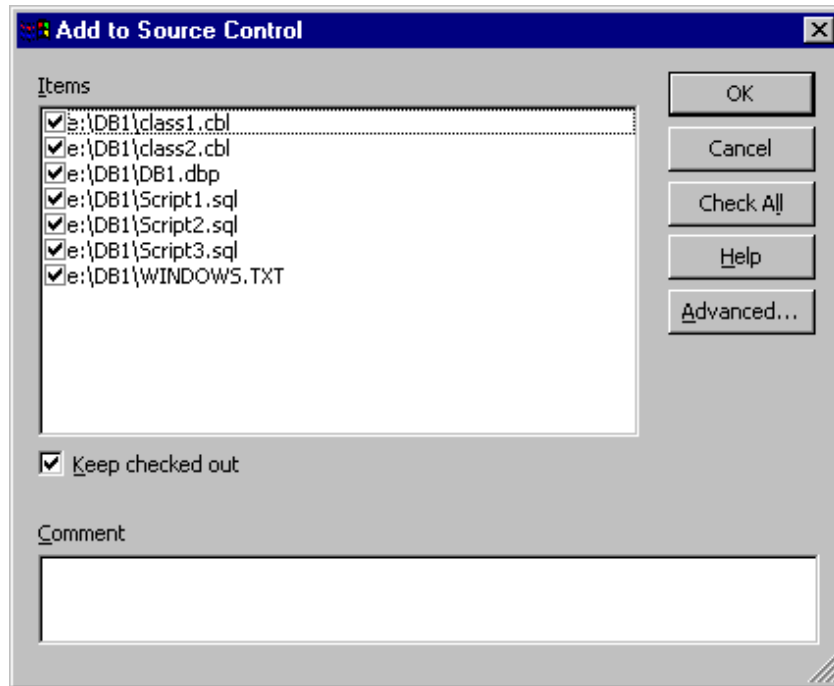 Add to Source Control
Items
e:\DB1\class1.cbl
e:\DB1\class2.cbl
e:\DB1\DB1.dbp
e:\DB1\Script1.sql
e:\DB1\Script2.sql
e:\DB1\Script3.sql
e:\DB1\WINDOWS.TXT
OK
Cancel
Check All
Help
Advanced...
Keep checked out
Comment